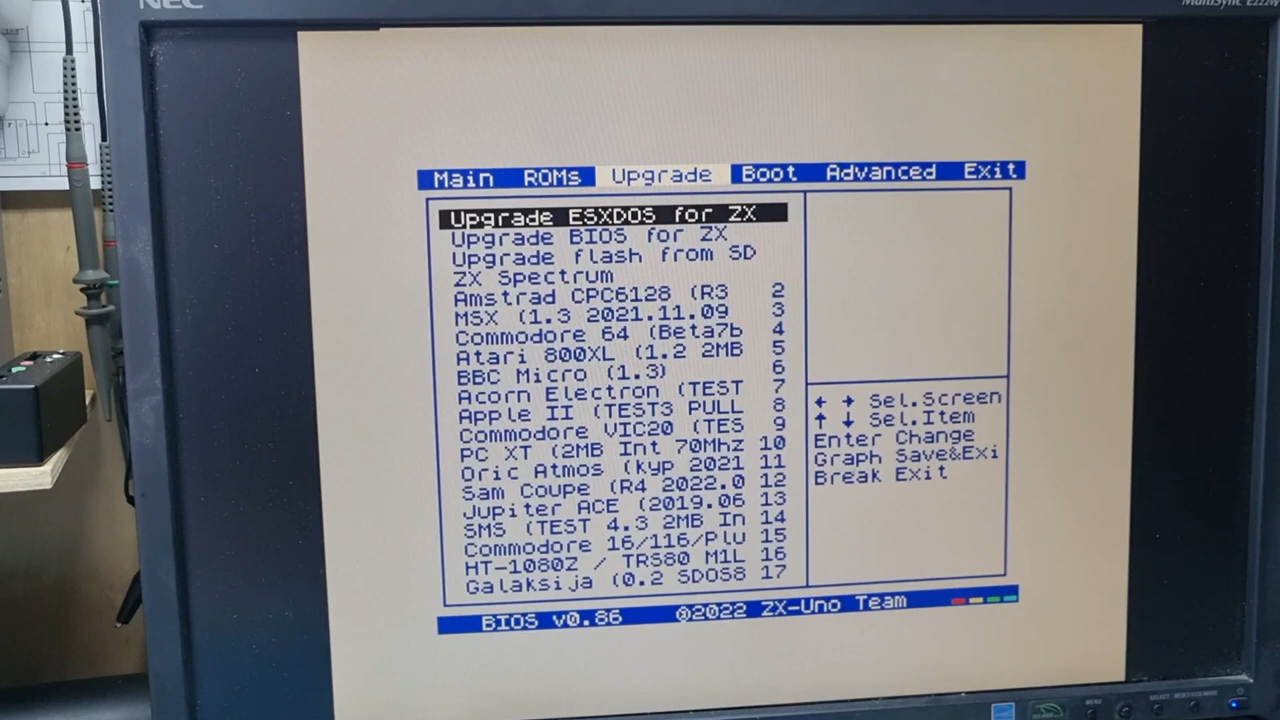 NEC
MultiSync E222W
Main ROMs Upgrade Boot Advanced Exit
Upgrade ESXDOS for ZX
Upgrade BIOS for ZX
Upgrade flash from SD
ZX Spectrum
Amstrad CPC6128 (R3 2
MSX (1.3 2021.11.09 3
Commodore 64 (Beta7b 4
Atari 800XL (1.2 2MB 5
BBC Micro (1.3) 6
Acorn Electron (TEST 7
Apple II (TEST3 PULL 8
Commodore VIC20 (TES 9
PC XT (2MB Int 70Mhz 10
Oric Atmos (kyp 2021 11
Sam Coupe (R4 2022.0 12
Jupiter ACE (2019.06 13
SMS (TEST 4.3 2MB In 14
Commodore 16/116/Plu 15
HT-1080Z / TRS80 M1L 16
Galaksija (0.2 SDOS8 17
← → Sel.Screen
↑ ↓ Sel.Item
Enter Change
Graph Save&Exi
Break Exit
BIOS v0.86 ©2022 ZX-Uno Team
MENU
SELECT